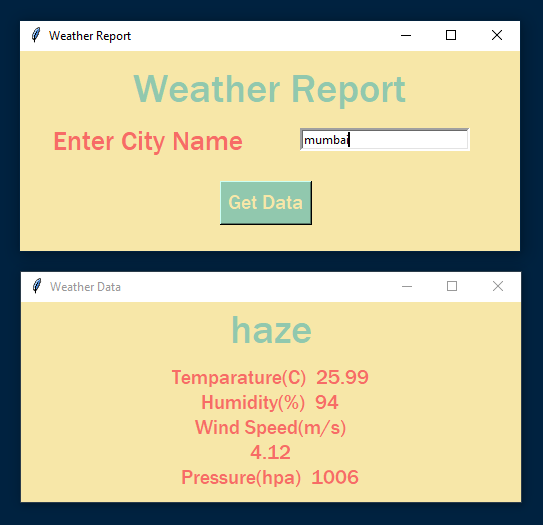 Weather Report
Weather Report
Enter City Name mumbai
Get Data
Weather Data
haze
Temparature(C) 25.99
Humidity(%) 94
Wind Speed(m/s)
4.12
Pressure(hpa) 1006